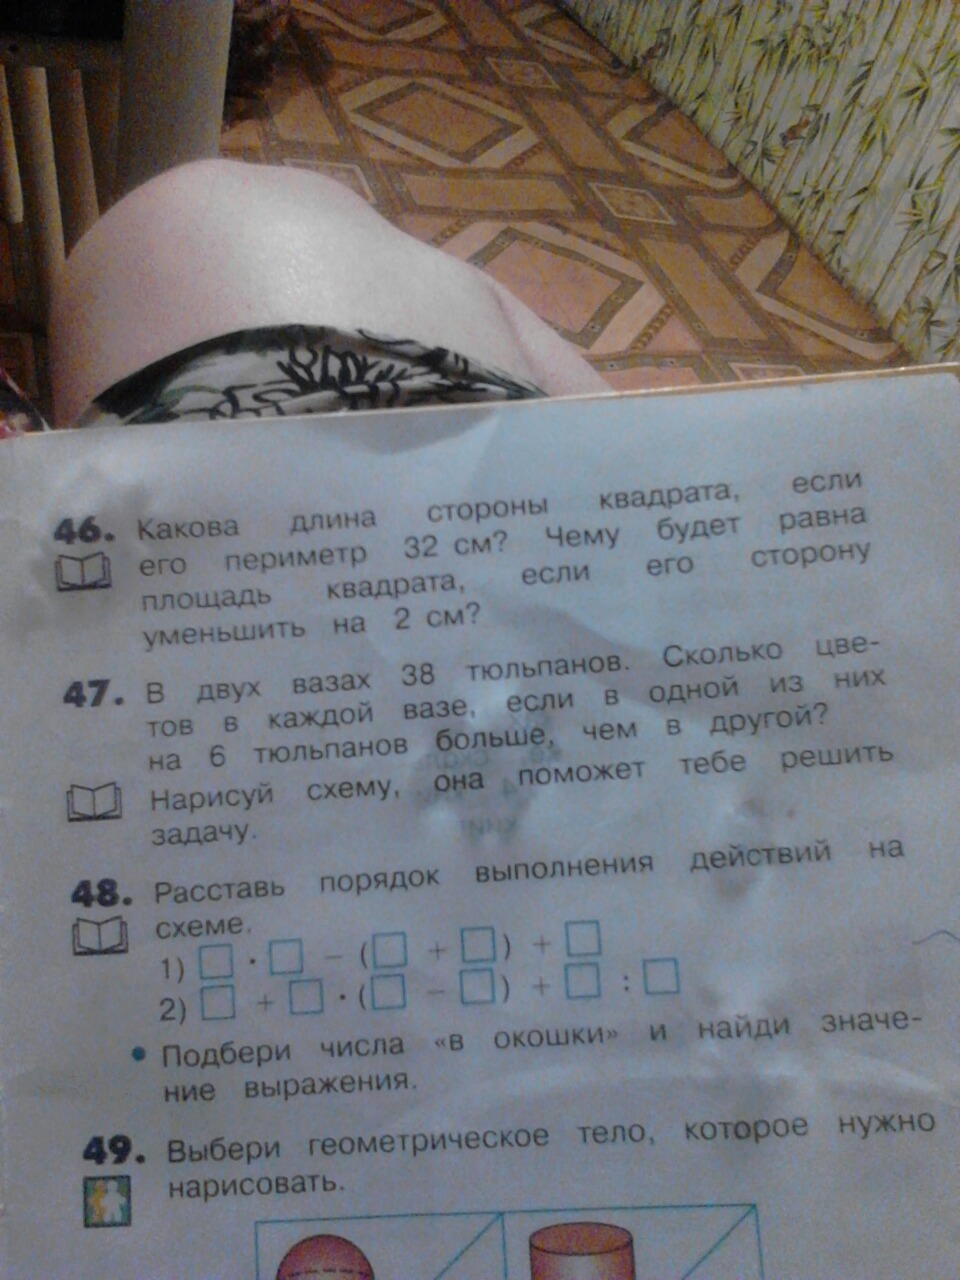 46. Какова длина стороны квадрата, если
его периметр 32 см? Чему будет равна
площадь квадрата, если его сторону
уменьшить на 2 см?
47. В двух вазах 38 тюльпанов. Сколько цве-
тов в каждой вазе, если в одной из них
на 6 тюльпанов больше, чем в другой?
Нарисуй схему, она поможет тебе решить
задачу.
48. Расставь порядок выполнения действий на
схеме.
1) □ · □ − (□ + □) + □
2) □ + □ · (□ − □) + □ : □
• Подбери числа «в окошки» и найди значе-
ние выражения.
49. Выбери геометрическое тело, которое нужно
нарисовать.